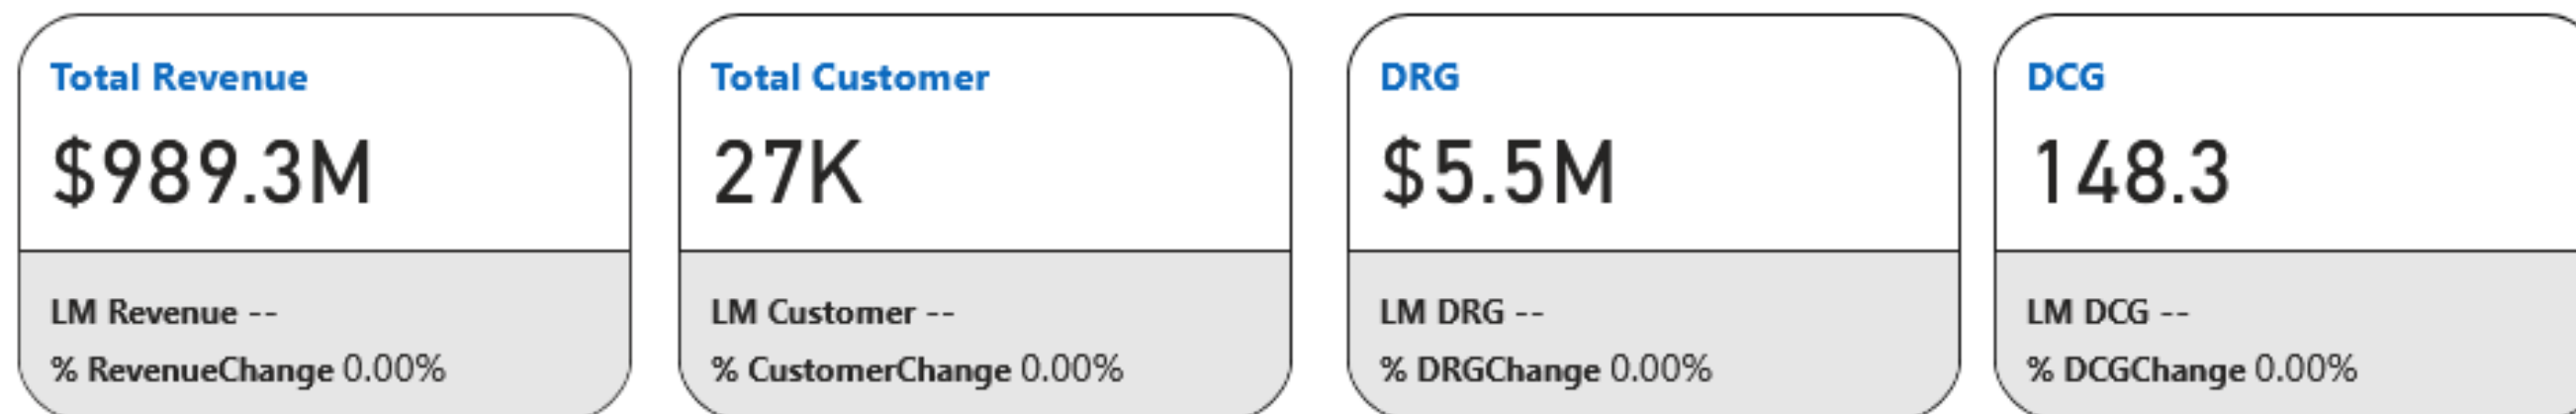 Total Revenue
$989.3M
LM Revenue --
% RevenueChange 0.00%
Total Customer
27K
LM Customer --
% CustomerChange 0.00%
DRG
$5.5M
LM DRG --
% DRGChange 0.00%
DCG
148.3
LM DCG --
% DCGChange 0.00%